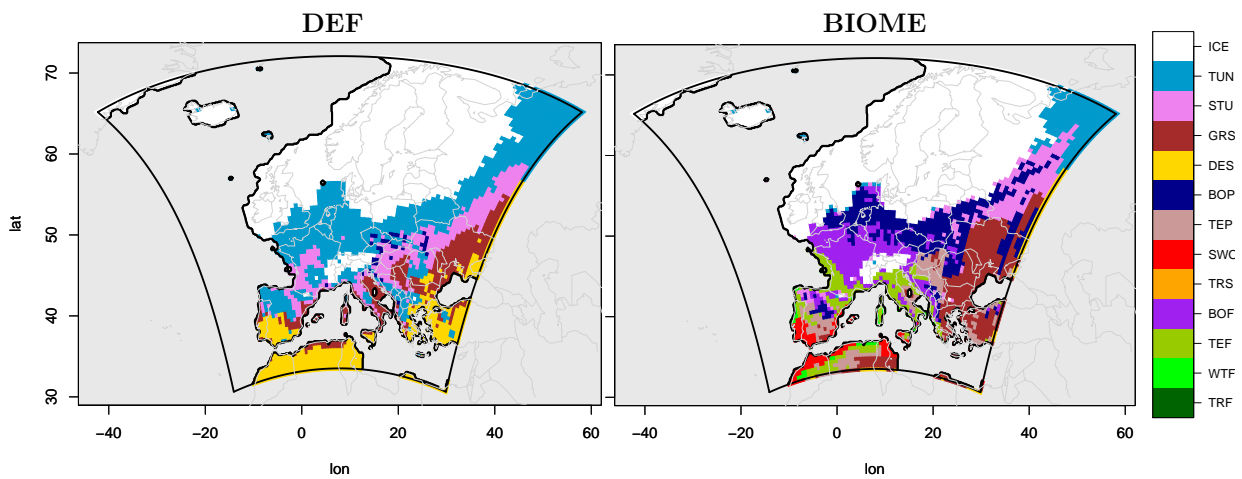 DEF
BIOME
70
60
50
40
30
lat
−40
−20
0
20
40
60
lon
−40
−20
0
20
40
60
lon
ICE
TUN
STU
GRS
DES
BOP
TEP
SWO
TRS
BOF
TEF
WTF
TRF